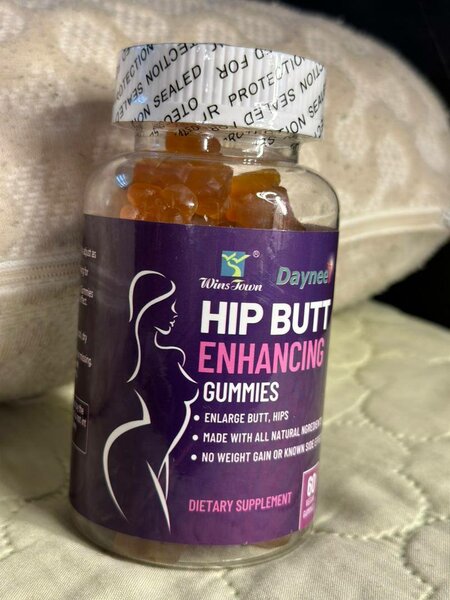 SEALED FOR YOUR PROTECTION
Wins Town ®
Daynee
HIP BUTT
ENHANCING
GUMMIES
• ENLARGE BUTT, HIPS
• MADE WITH ALL NATURAL
• NO WEIGHT GAIN OR KNOWN SIDE
DIETARY SUPPLEMENT
60